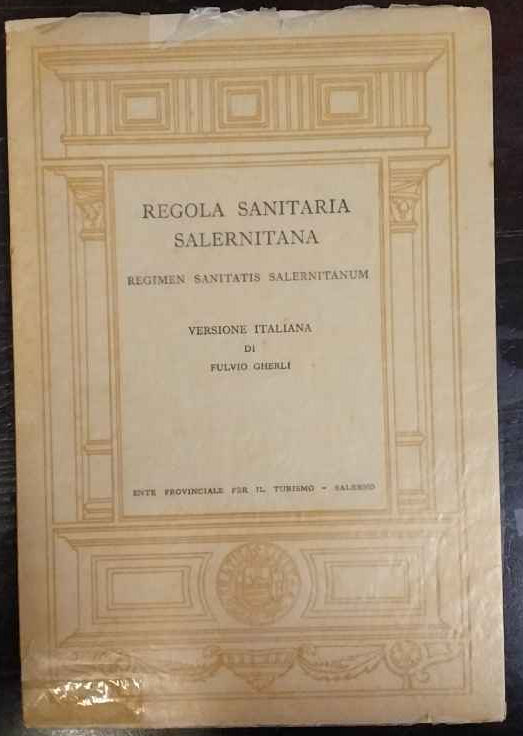 REGOLA SANITARIA
SALERNITANA
REGIMEN SANITATIS SALERNITANUM
VERSIONE ITALIANA
DI
FULVIO GHERLI
ENTE PROVINCIALE PER IL TURISMO - SALERNO